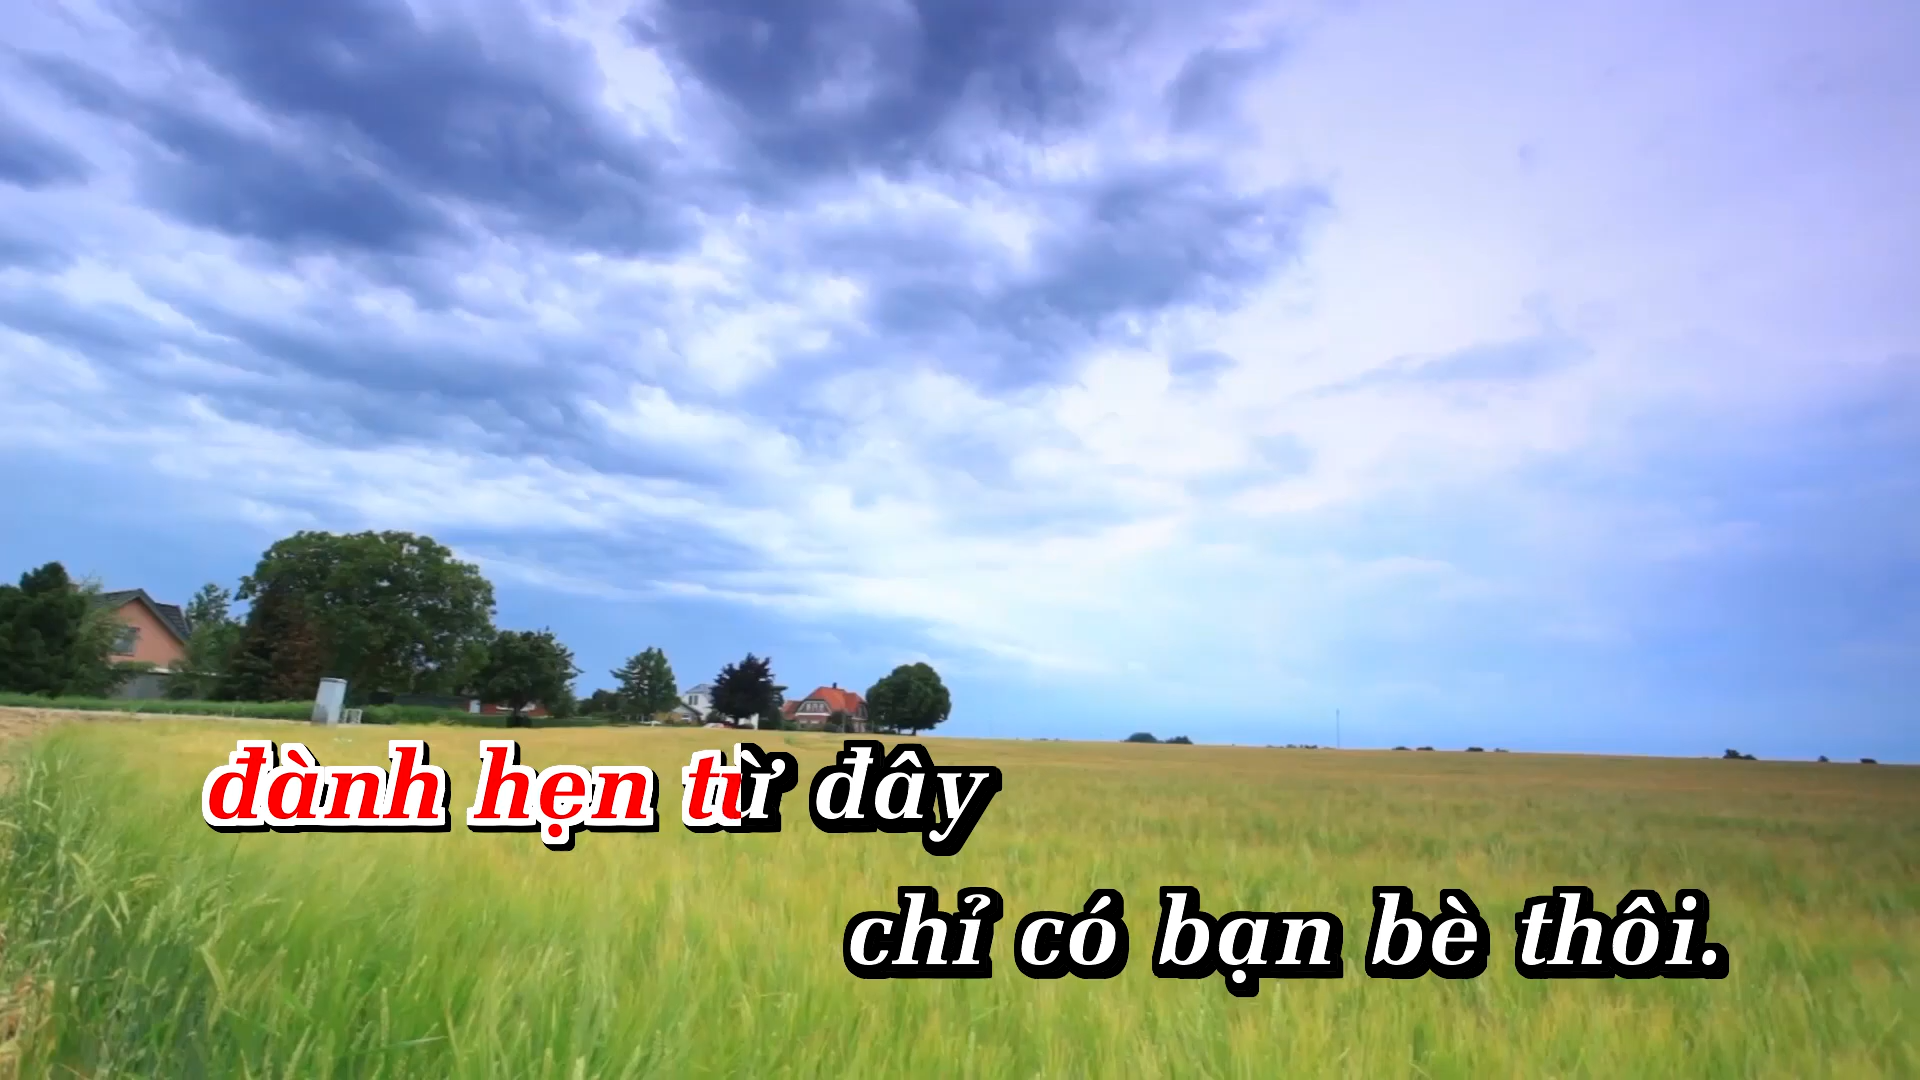 đành hẹn từ đây
chỉ có bạn bè thôi.